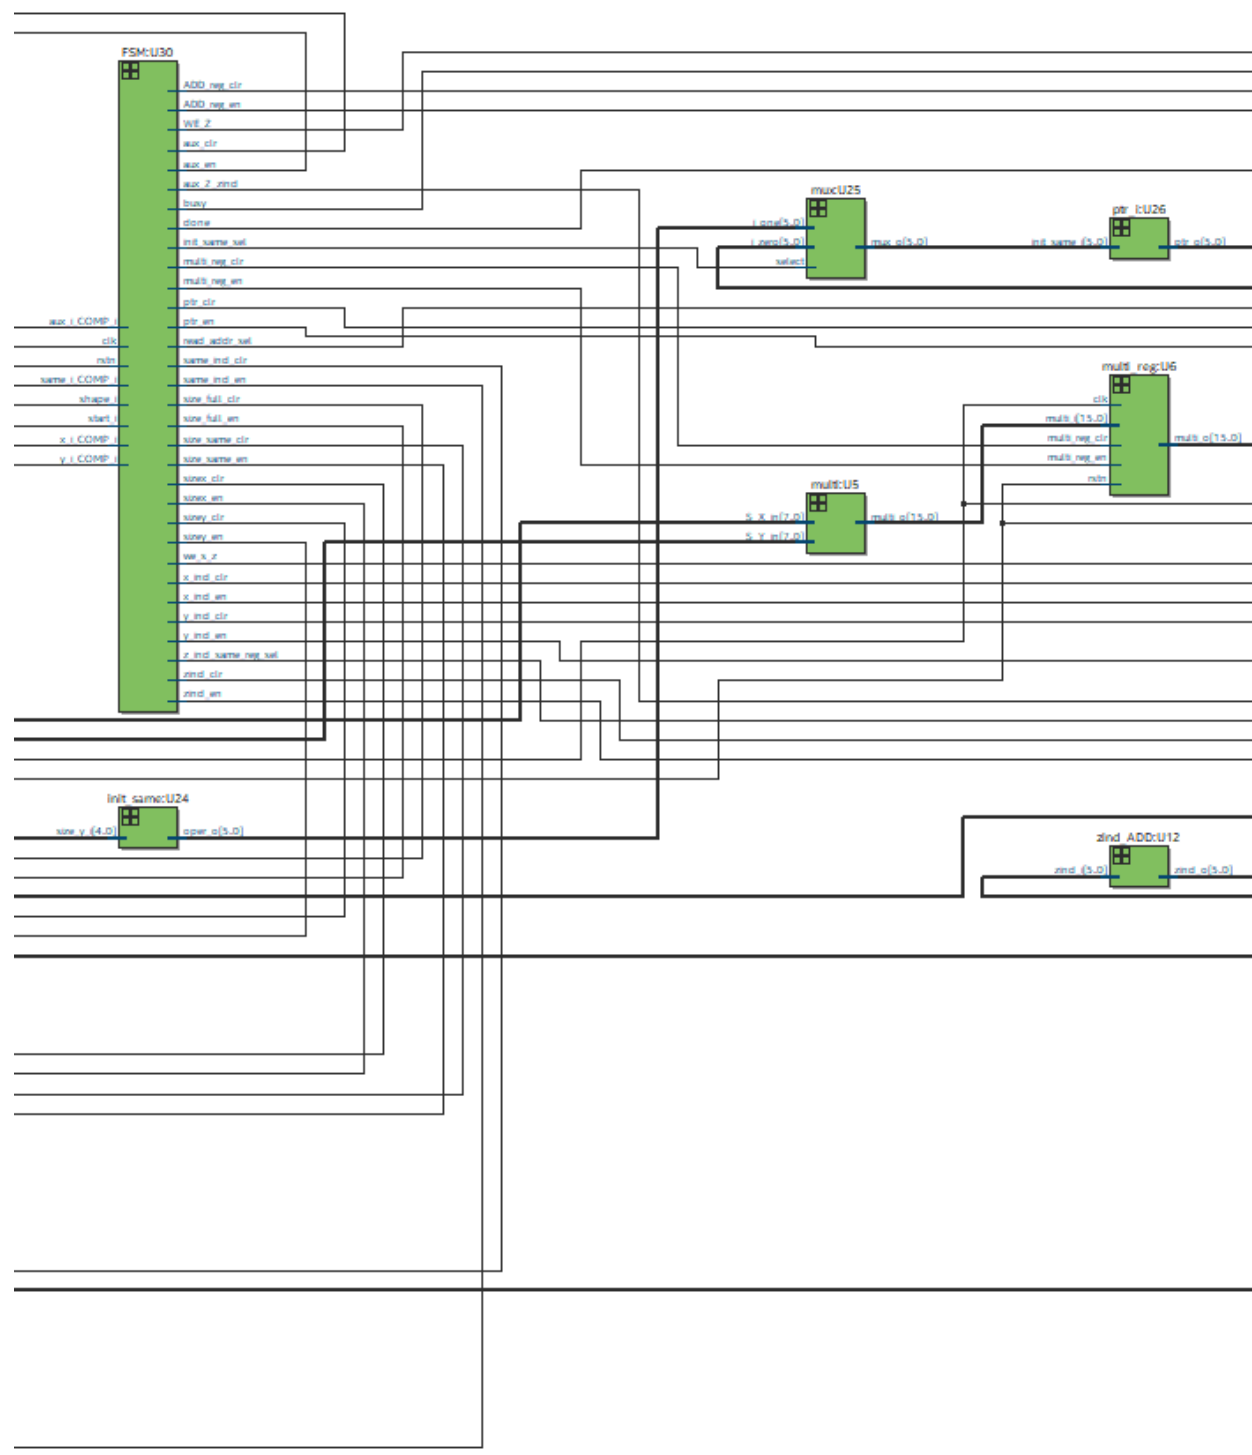 FSM:U30
ADD_reg_clr
ADD_reg_en
WE_Z
aux_clr
aux_en
aux_Z_zind
busy
done
init_same_sel
multi_reg_clr
multi_reg_en
ptr_clr
aux_i_COMP_i
ptr_en
clk
read_addr_sel
rstn
same_ind_clr
same_i_COMP_i
same_ind_en
shape_i
size_full_clr
start_i
size_full_en
x_i_COMP_i
size_same_clr
y_i_COMP_i
size_same_en
sizex_clr
sizex_en
sizey_clr
sizey_en
we_s_z
x_ind_clr
x_ind_en
y_ind_clr
y_ind_en
z_ind_same_reg_sel
zind_clr
zind_en
mux:U25
i_one(5.0)
i_zero(5.0)
mux_o(5.0)
select
ptr_i:U26
init_same_i(5.0)
ptr_o(5.0)
multi_reg:U6
clk
multi_i(15.0)
multi_reg_clr
multi_o(15.0)
multi_reg_en
rstn
multi:U5
S_X_in(7.0)
multi_o(15.0)
S_Y_in(7.0)
init_same:U24
size_y_i(4.0)
oper_o(5.0)
zind_ADD:U12
zind_i(5.0)
zind_o(5.0)